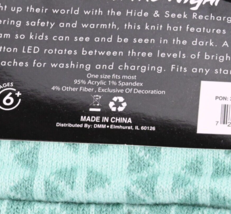 ht up their world with the Hide & Seek Recharg
ring safety and warmth, this knit hat features
am so kids can see and be seen in the dark. A
tton LED rotates between three levels of brigh
aches for washing and charging. Fits any sta
One size fits most
95% Acrylic 1% Spandex
4% Other Fiber, Exclusive Of Decoration
AGES
6+
MADE IN CHINA
Distributed By: DMM • Elmhurst, IL 60126
PO#:
7